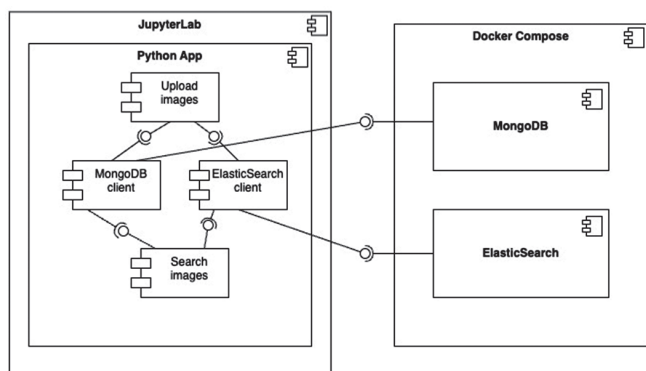 JupyterLab
Python App
Upload
images
MongoDB
client
ElasticSearch
client
Search
images
Docker Compose
MongoDB
ElasticSearch